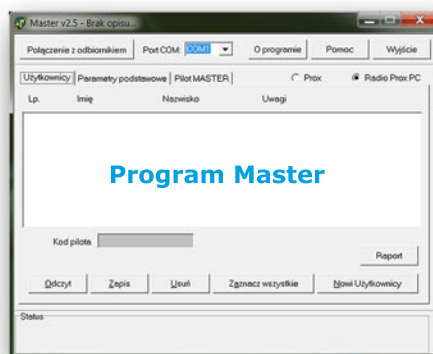 Master v2.5 - Brak opisu...
Połączenie z odbiornikiem Port COM: COM1 O programie Pomoc Wyjście
Użytkownicy Parametry podstawowe Pilot MASTER Prox Radio Prox PC
Lp. Imię Nazwisko Uwagi
Program Master
Kod pilota
Raport
Odczyt Zapis Usuń Zaznacz wszystkie Nowi Użytkownicy
Status